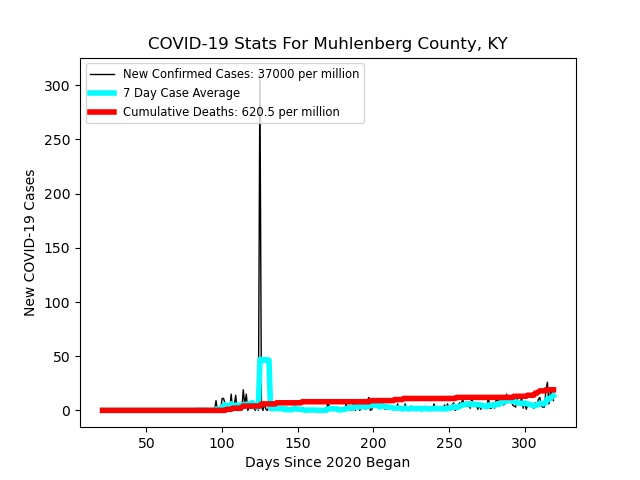 COVID-19 Stats For Muhlenberg County, KY
New Confirmed Cases: 37000 per million
7 Day Case Average
Cumulative Deaths: 620.5 per million
New COVID-19 Cases
300
250
200
150
100
50
0
50 100 150 200 250 300
Days Since 2020 Began